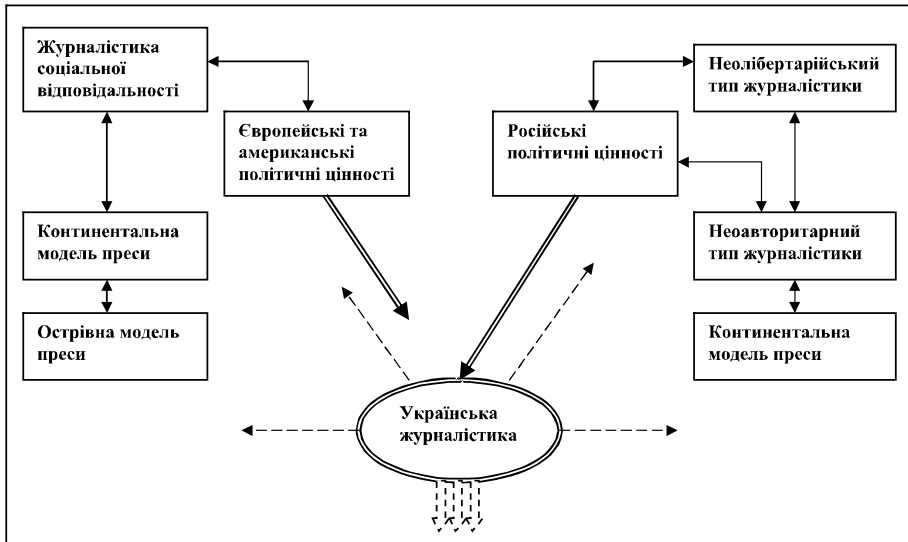 Журналістика
соціальної
відповідальності
Європейські та
американські
політичні цінності
Континентальна
модель преси
Острівна модель
преси
Російські
політичні цінності
Неолібертарійський
тип журналістики
Неоавторитарний
тип журналістики
Континентальна
модель преси
Українська
журналістика